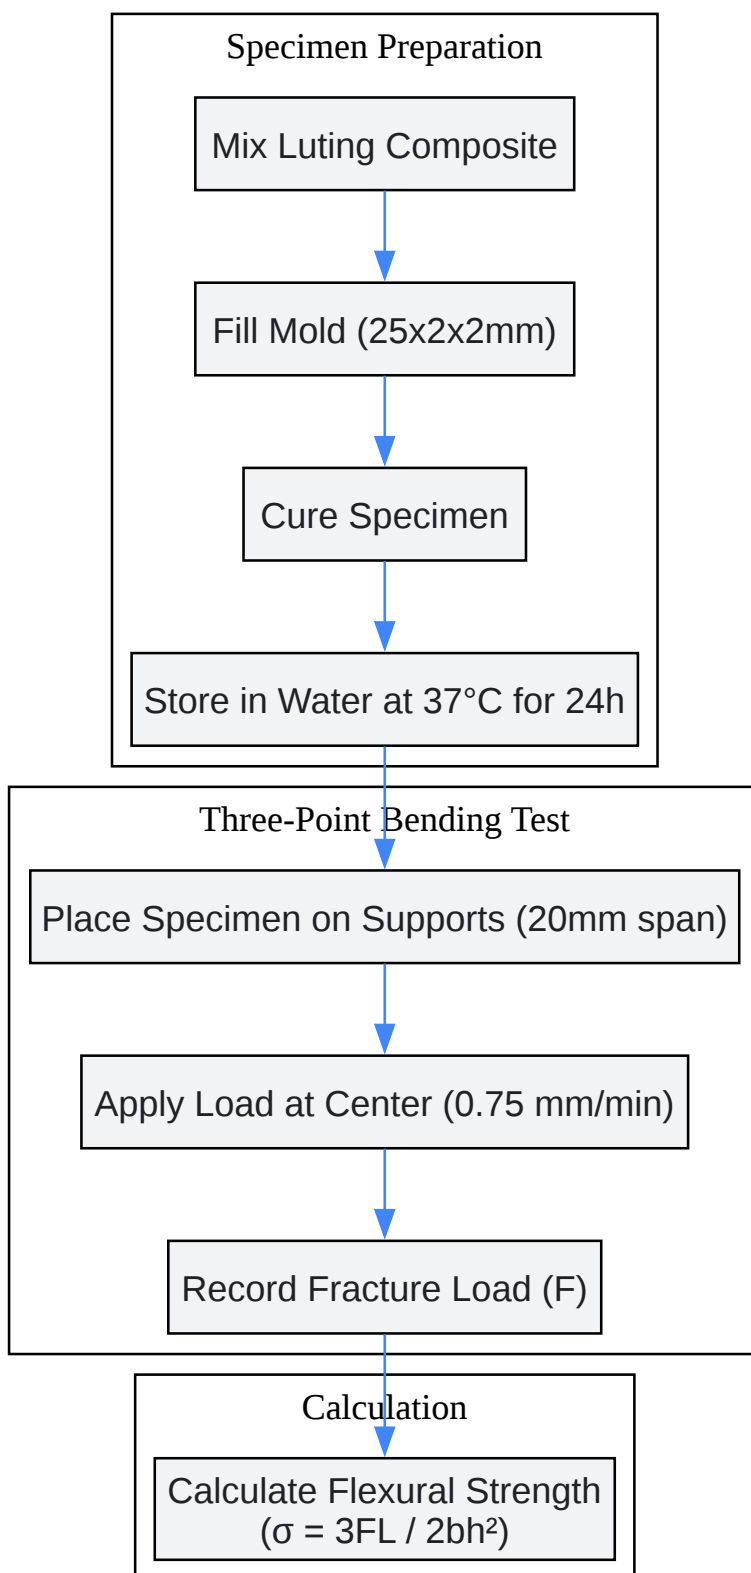 Specimen Preparation
Mix Luting Composite
Fill Mold (25x2x2mm)
Cure Specimen
Store in Water at 37°C for 24h
Three-Point Bending Test
Place Specimen on Supports (20mm span)
Apply Load at Center (0.75 mm/min)
Record Fracture Load (F)
Calculation
Calculate Flexural Strength
(σ = 3FL / 2bh²)